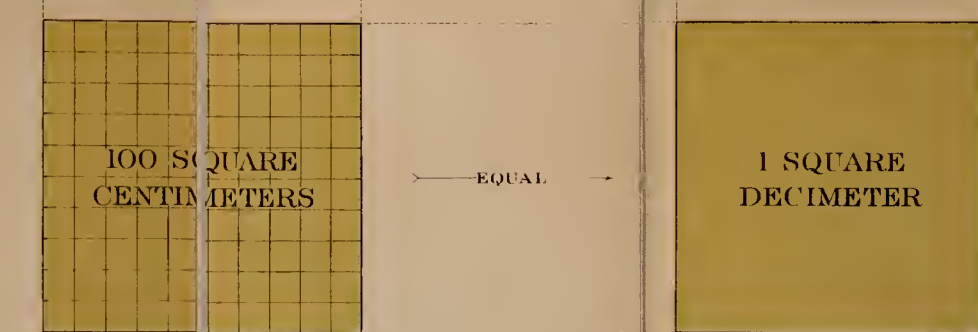 100 SQUARE
CENTIMETERS
EQUAL
1 SQUARE
DECIMETER